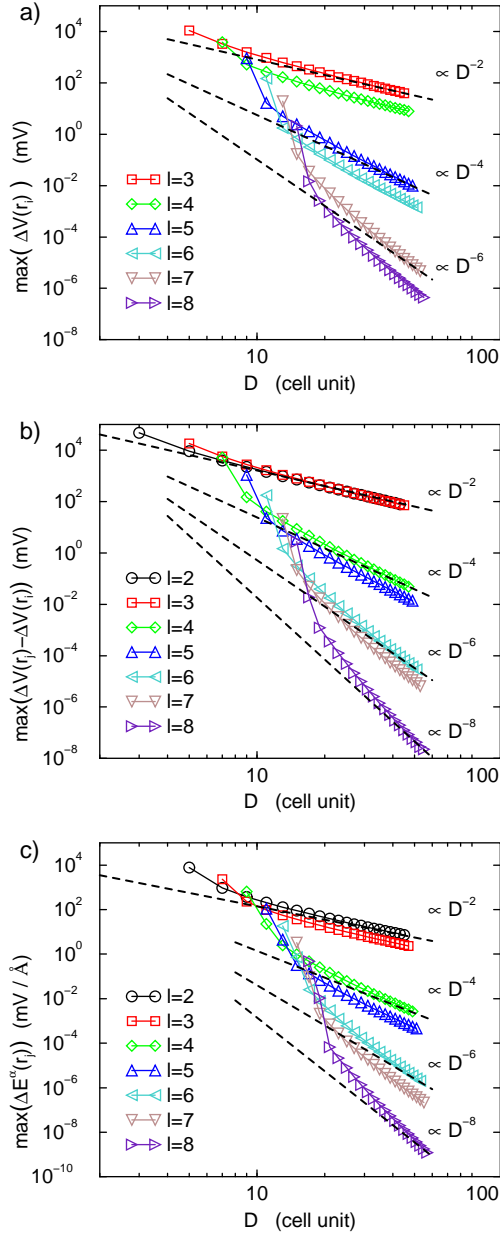 a)
10^4
10^2
10^0
10^-2
10^-4
10^-6
10^-8
max( ΔV(r_i) ) (mV)
∝ D^-2
∝ D^-4
∝ D^-6
l=3
l=4
l=5
l=6
l=7
l=8
10
100
D (cell unit)
b)
10^4
10^2
10^0
10^-2
10^-4
10^-6
10^-8
max(ΔV(r_j)−ΔV(r_i)) (mV)
∝ D^-2
∝ D^-4
∝ D^-6
∝ D^-8
l=2
l=3
l=4
l=5
l=6
l=7
l=8
10
100
D (cell unit)
c)
10^4
10^2
10^0
10^-2
10^-4
10^-6
10^-8
10^-10
max(ΔE^α(r_j)) (mV / Å)
∝ D^-2
∝ D^-4
∝ D^-6
∝ D^-8
l=2
l=3
l=4
l=5
l=6
l=7
l=8
10
100
D (cell unit)